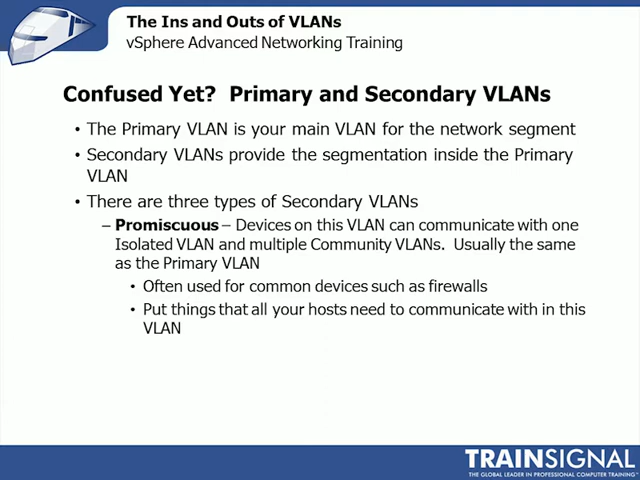 The Ins and Outs of VLANs
vSphere Advanced Networking Training
Confused Yet?  Primary and Secondary VLANs
• The Primary VLAN is your main VLAN for the network segment
• Secondary VLANs provide the segmentation inside the Primary
VLAN
• There are three types of Secondary VLANs
– Promiscuous – Devices on this VLAN can communicate with one
Isolated VLAN and multiple Community VLANs.  Usually the same
as the Primary VLAN
• Often used for common devices such as firewalls
• Put things that all your hosts need to communicate with in this
VLAN
TRAINSIGNAL
THE GLOBAL LEADER IN PROFESSIONAL COMPUTER TRAINING